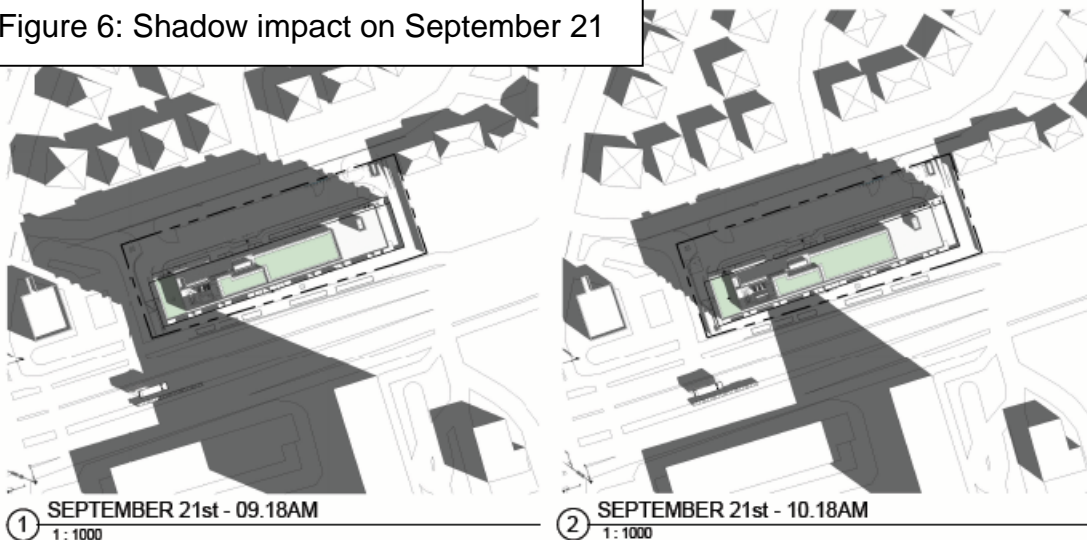 Figure 6: Shadow impact on September 21
1 SEPTEMBER 21st - 09.18AM
1 : 1000
2 SEPTEMBER 21st - 10.18AM
1 : 1000